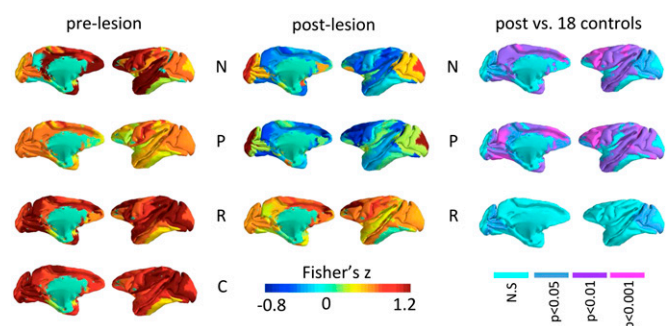 pre-lesion post-lesion post vs. 18 controls
N N
P P
R R
C
Fisher's z
-0.8 0 1.2
N.S p<0.05 p<0.01 p<0.001